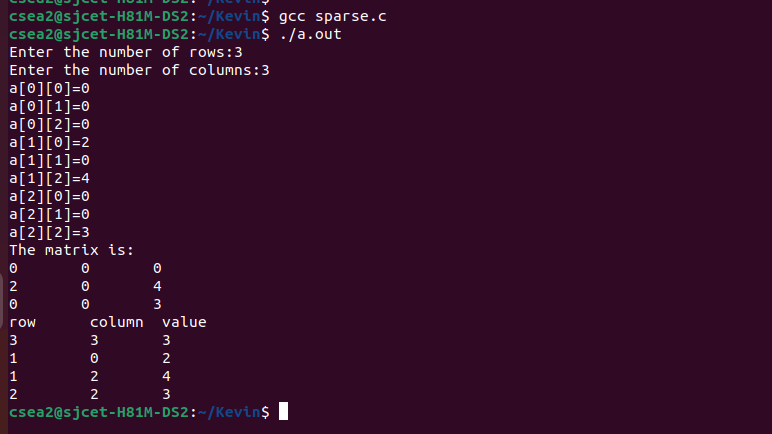 csea2@sjcet-H81M-DS2:~/Kevin$
csea2@sjcet-H81M-DS2:~/Kevin$ gcc sparse.c
csea2@sjcet-H81M-DS2:~/Kevin$ ./a.out
Enter the number of rows:3
Enter the number of columns:3
a[0][0]=0
a[0][1]=0
a[0][2]=0
a[1][0]=2
a[1][1]=0
a[1][2]=4
a[2][0]=0
a[2][1]=0
a[2][2]=3
The matrix is:
0 0 0
2 0 4
0 0 3
row column value
3 3 3
1 0 2
1 2 4
2 2 3
csea2@sjcet-H81M-DS2:~/Kevin$